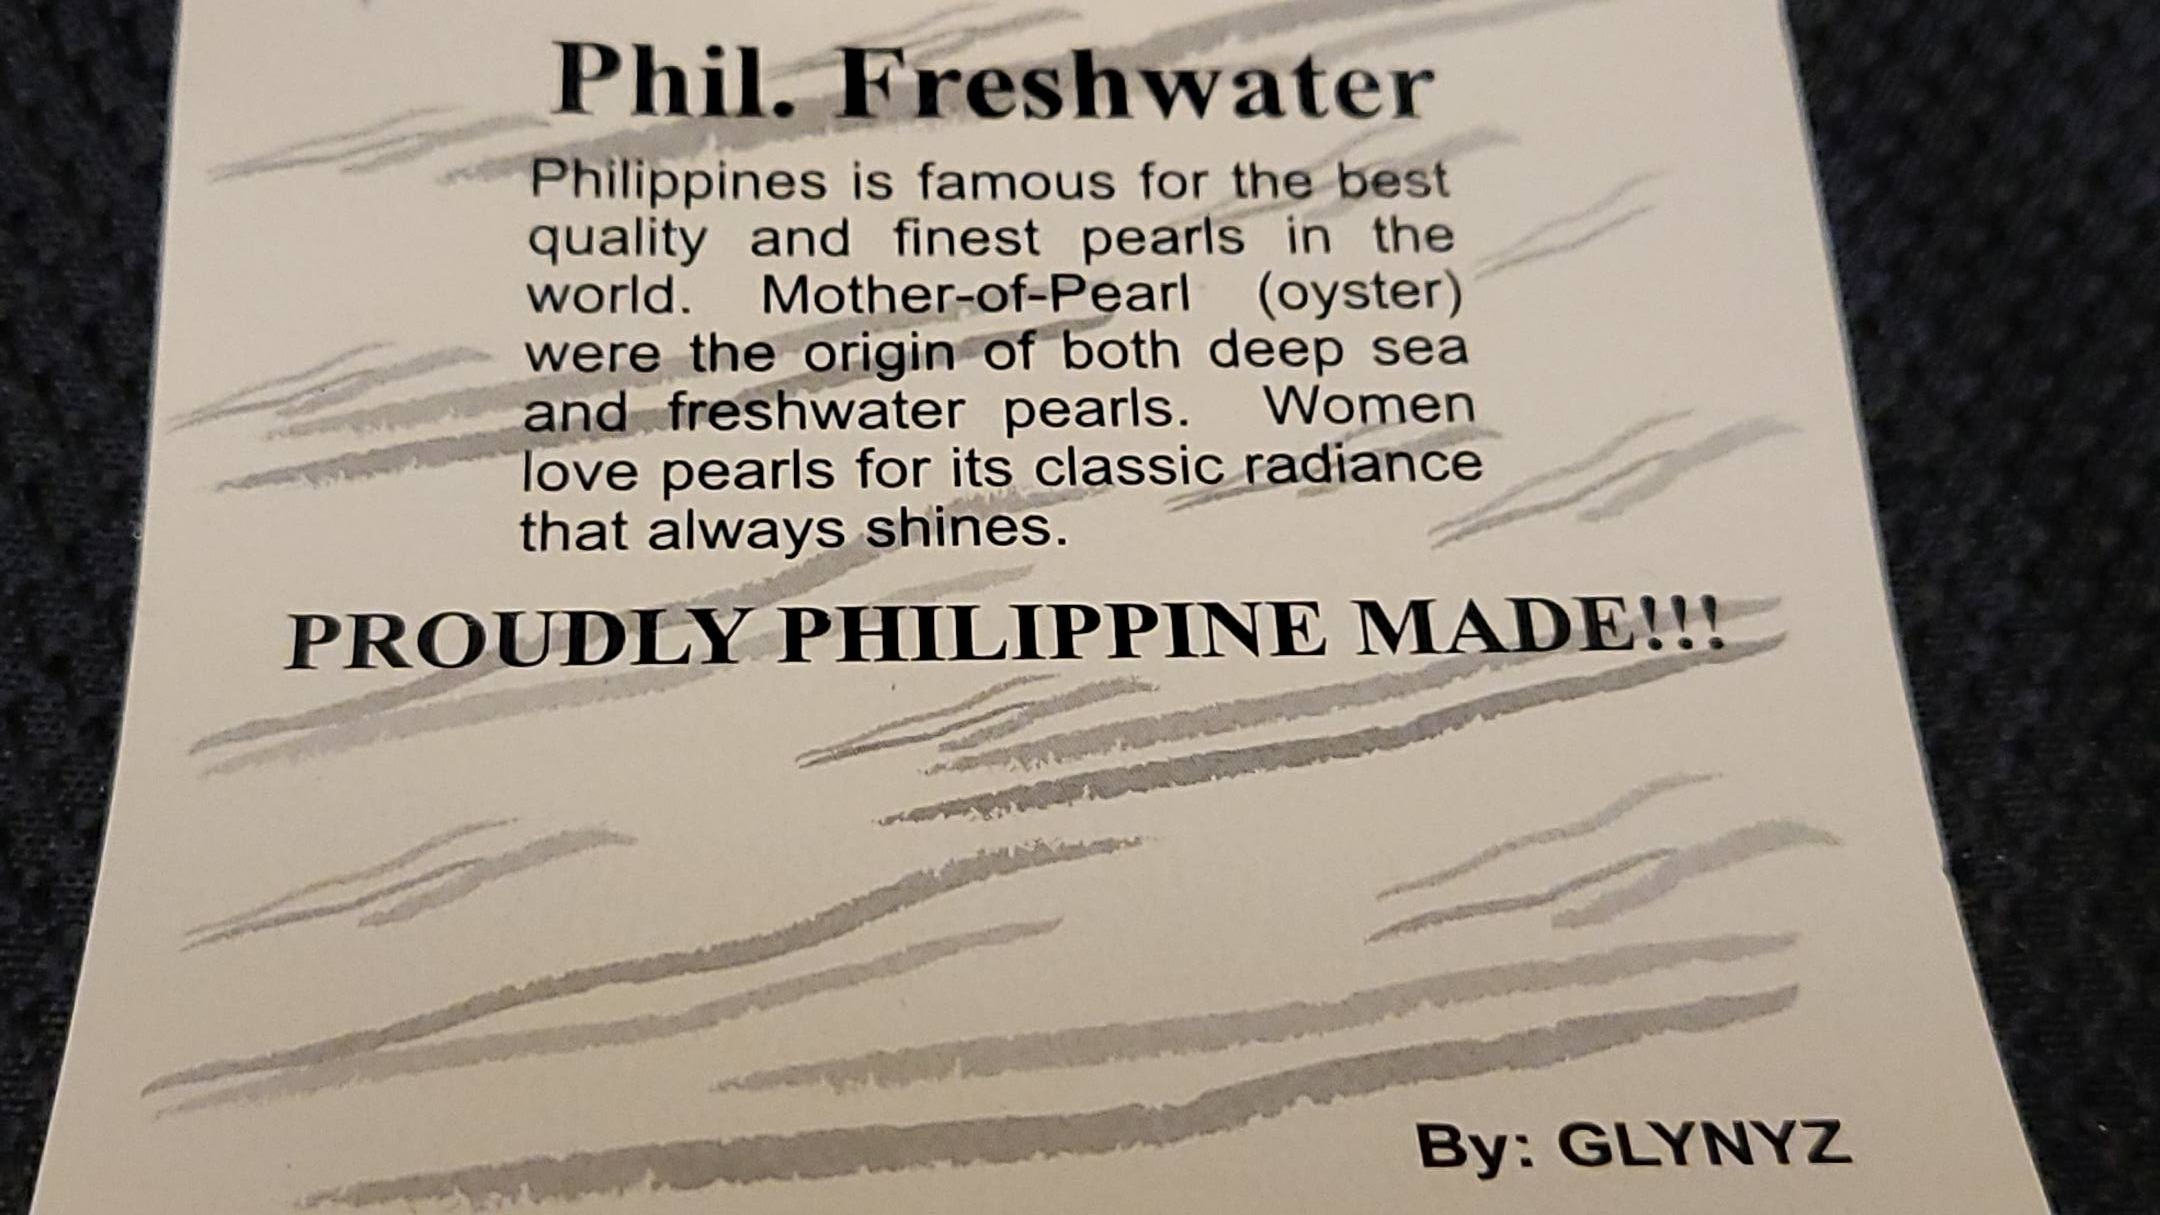 Phil. Freshwater
Philippines is famous for the best
quality and finest pearls in the
world. Mother-of-Pearl (oyster)
were the origin of both deep sea
and freshwater pearls. Women
love pearls for its classic radiance
that always shines.
PROUDLY PHILIPPINE MADE!!!
By: GLYNYZ